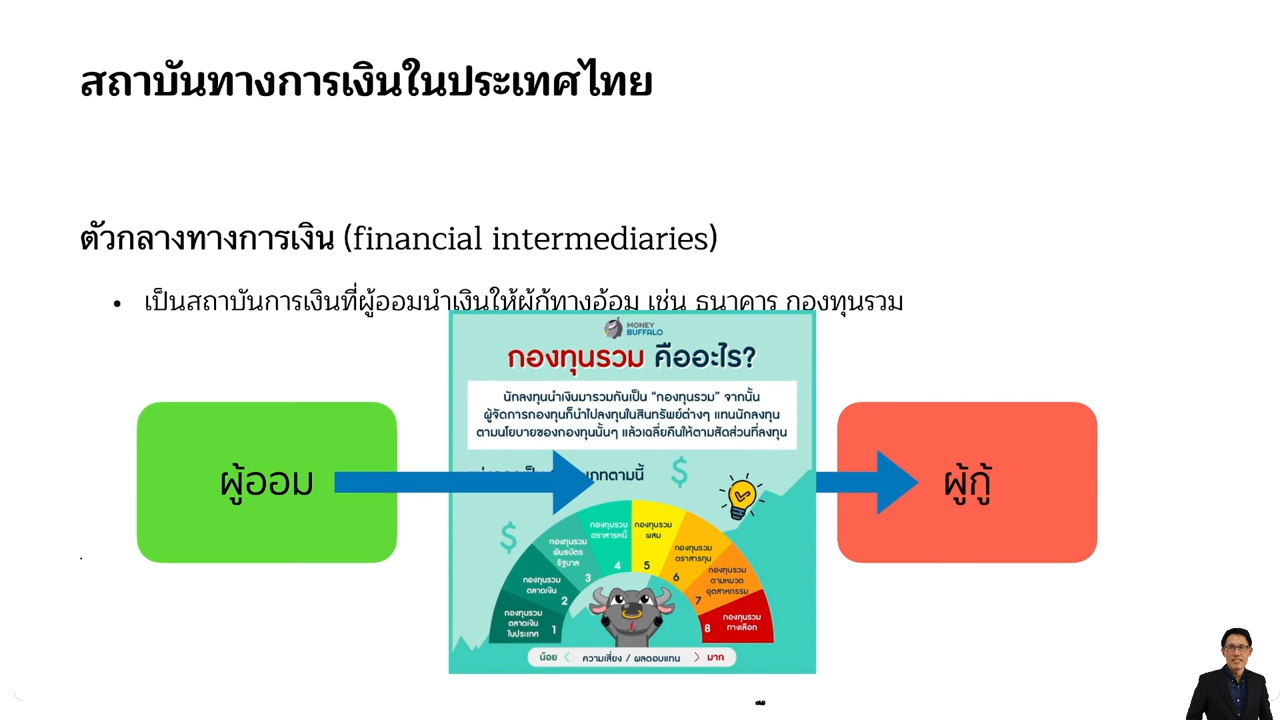 สถาบันทางการเงินในประเทศไทย
ตัวกลางทางการเงิน (financial intermediaries)
• เป็นสถาบันการเงินที่ผู้ออมนำเงินให้ผู้กู้ทางอ้อม เช่น ธนาคาร กองทุนรวม
MONEY
BUFFALO
กองทุนรวม คืออะไร?
นักลงทุนนำเงินมารวมกันเป็น “กองทุนรวม” จากนั้น
ผู้จัดการกองทุนก็นำไปลงทุนในสินทรัพย์ต่างๆ แทนนักลงทุน
ตามนโยบายของกองทุนนั้นๆ แล้วเฉลี่ยคืนให้ตามสัดส่วนที่ลงทุน
ผู้ออม
ผู้กู้
กองทุนรวม
ตลาดเงิน
ในประเทศ
1
กองทุนรวม
ตลาดเงิน
2
กองทุนรวม
พันธบัตร
รัฐบาล
3
กองทุนรวม
ตราสารหนี้
4
กองทุนรวม
ผสม
5
กองทุนรวม
ตราสารทุน
6
กองทุนรวม
ตามหมวด
อุตสาหกรรม
7
กองทุนรวม
ทางเลือก
8
น้อย ความเสี่ยง / ผลตอบแทน มาก